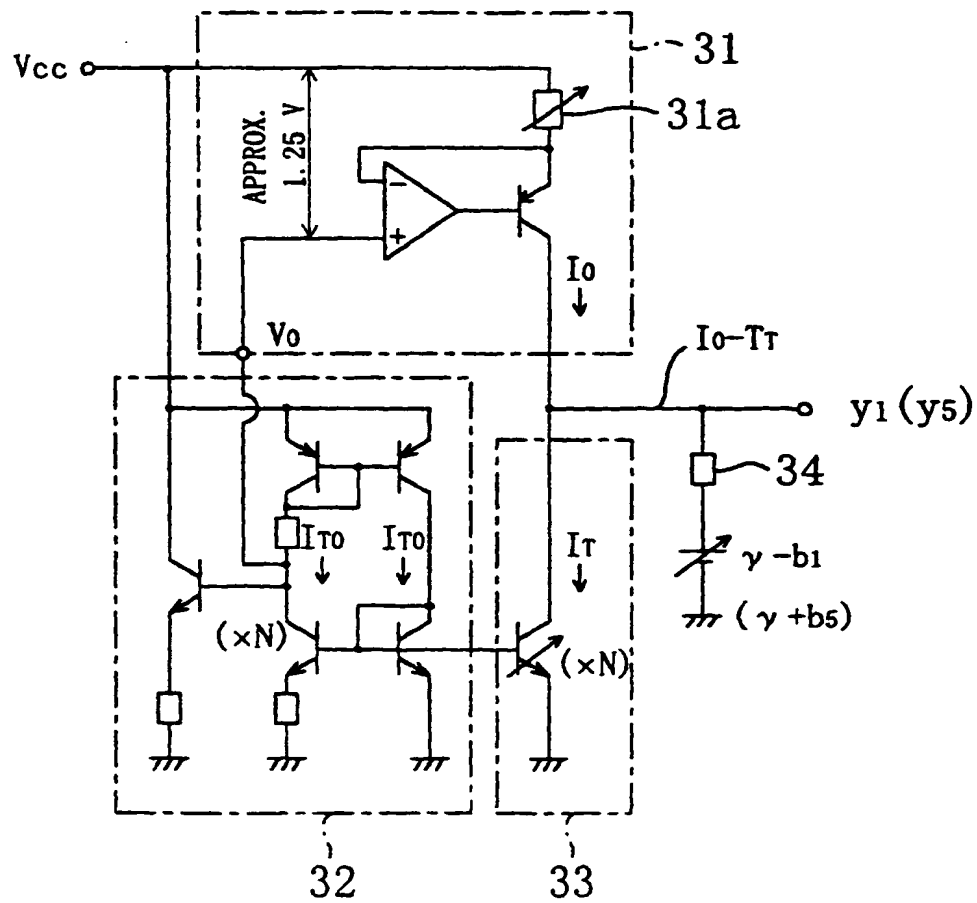 31
Vcc
31a
APPROX.
1.25 V
−
+
I0
V0
I0-TT
y1(y5)
34
IT0
IT0
IT
γ-b1
(γ+b5)
(×N)
(×N)
32
33